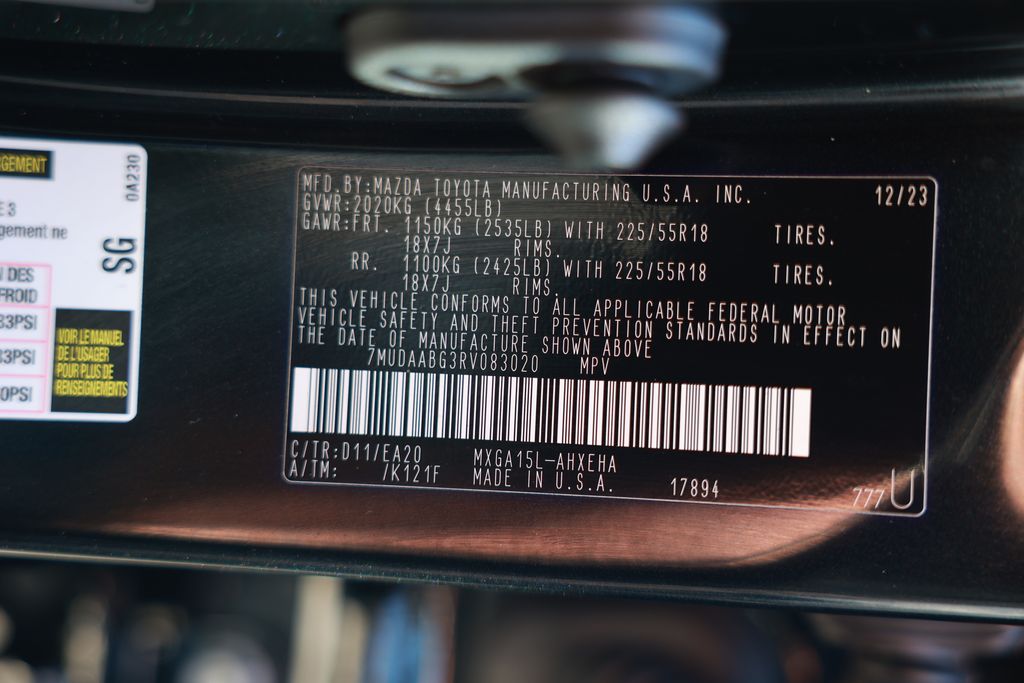 GEMENT
0A230
E 3
gement ne
SG
N DES
FROID
33PSI
33PSI
0PSI
VOIR LE MANUEL
DE L'USAGER
POUR PLUS DE
RENSEIGNEMENTS
MFD.BY:MAZDA TOYOTA MANUFACTURING U.S.A. INC. 12/23
GVWR:2020KG (4455LB)
GAWR:FRT. 1150KG (2535LB) WITH 225/55R18 TIRES.
18X7J RIMS.
RR. 1100KG (2425LB) WITH 225/55R18 TIRES.
18X7J RIMS.
THIS VEHICLE CONFORMS TO ALL APPLICABLE FEDERAL MOTOR
VEHICLE SAFETY AND THEFT PREVENTION STANDARDS IN EFFECT ON
THE DATE OF MANUFACTURE SHOWN ABOVE
7MUDAABG3RV083020 MPV
C/TR:D11/EA20 MXGA15L-AHXEHA
A/TM: /K121F MADE IN U.S.A. 17894
777 U